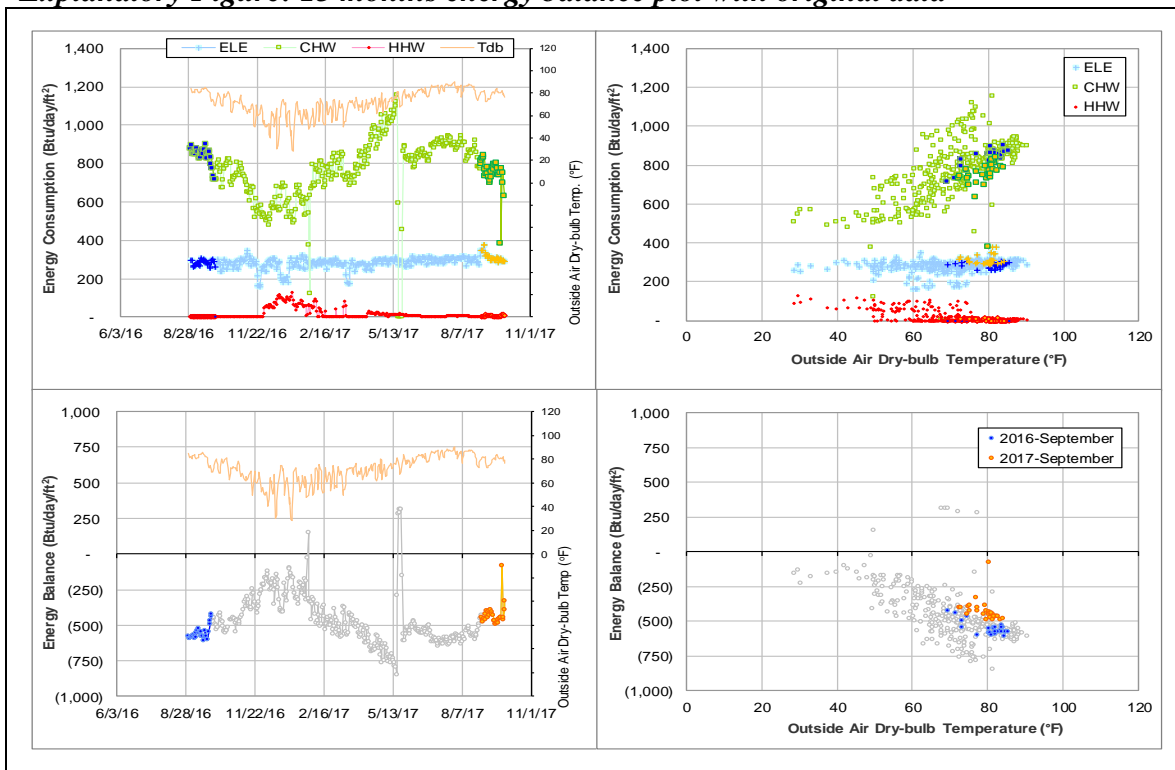 Explanatory Figure: 13 months energy balance plot with original data
ELE CHW HHW Tdb
Energy Consumption (Btu/day/ft²)
1,400
1,200
1,000
800
600
400
200
-
120
100
80
60
40
20
0
Outside Air Dry-bulb Temp. (°F)
6/3/16 8/28/16 11/22/16 2/16/17 5/13/17 8/7/17 11/1/17
Energy Consumption (Btu/day/ft²)
1,400
1,200
1,000
800
600
400
200
-
ELE
CHW
HHW
0 20 40 60 80 100 120
Outside Air Dry-bulb Temperature (°F)
Energy Balance (Btu/day/ft²)
1,000
750
500
250
-
(250)
(500)
(750)
(1,000)
120
100
80
60
40
20
0
Outside Air Dry-bulb Temp (°F)
6/3/16 8/28/16 11/22/16 2/16/17 5/13/17 8/7/17 11/1/17
Energy Balance (Btu/day/ft²)
1,000
750
500
250
-
(250)
(500)
(750)
(1,000)
2016-September
2017-September
0 20 40 60 80 100 120
Outside Air Dry-bulb Temperature (°F)